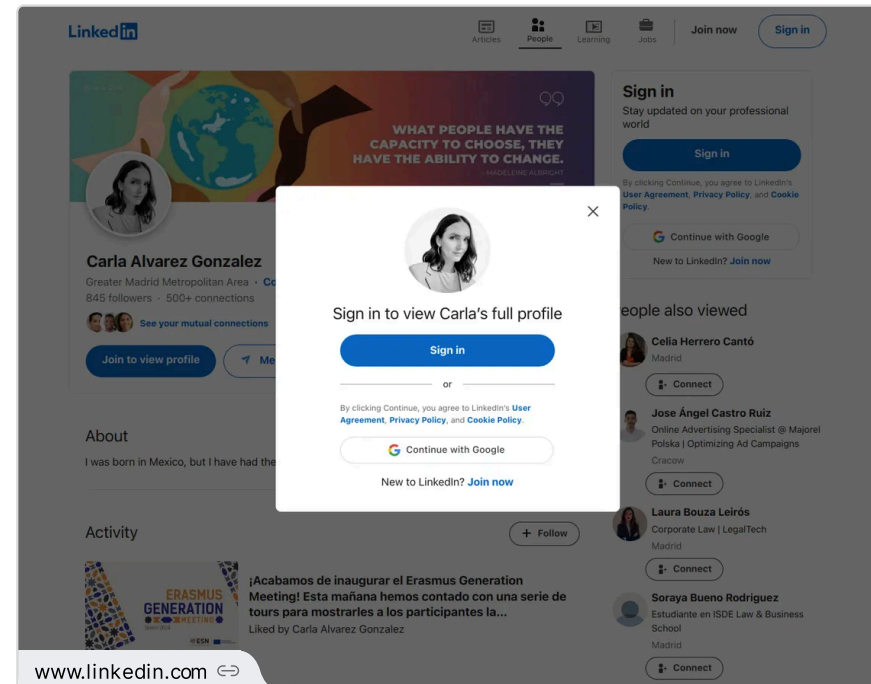 LinkedIn
Articles
People
Learning
Jobs
Join now
Sign in
WHAT PEOPLE HAVE THE
CAPACITY TO CHOOSE, THEY
HAVE THE ABILITY TO CHANGE.
- MADELEINE ALBRIGHT
Carla Alvarez Gonzalez
Greater Madrid Metropolitan Area · Co
845 followers · 500+ connections
See your mutual connections
Join to view profile
Me
About
I was born in Mexico, but I have had the
Activity
+ Follow
ERASMUS
GENERATION
MEETING
ESN
¡Acabamos de inaugurar el Erasmus Generation
Meeting! Esta mañana hemos contado con una serie de
tours para mostrarles a los participantes la...
Liked by Carla Alvarez Gonzalez
Sign in to view Carla's full profile
Sign in
or
By clicking Continue, you agree to LinkedIn's User
Agreement, Privacy Policy, and Cookie Policy.
Continue with Google
New to LinkedIn? Join now
Sign in
Stay updated on your professional
world
Sign in
By clicking Continue, you agree to LinkedIn's
User Agreement, Privacy Policy, and Cookie
Policy.
Continue with Google
New to LinkedIn? Join now
eople also viewed
Celia Herrero Cantó
Madrid
Connect
Jose Ángel Castro Ruiz
Online Advertising Specialist @ Majorel
Polska | Optimizing Ad Campaigns
Cracow
Connect
Laura Bouza Leirós
Corporate Law | LegalTech
Madrid
Connect
Soraya Bueno Rodriguez
Estudiante en ISDE Law & Business
School
Madrid
Connect
www.linkedin.com